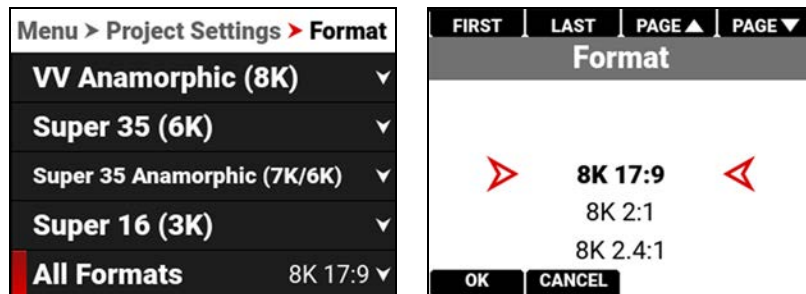 Menu > Project Settings > Format
VV Anamorphic (8K)
Super 35 (6K)
Super 35 Anamorphic (7K/6K)
Super 16 (3K)
All Formats 8K 17:9
FIRST LAST PAGE▲ PAGE▼
Format
8K 17:9
8K 2:1
8K 2.4:1
OK CANCEL